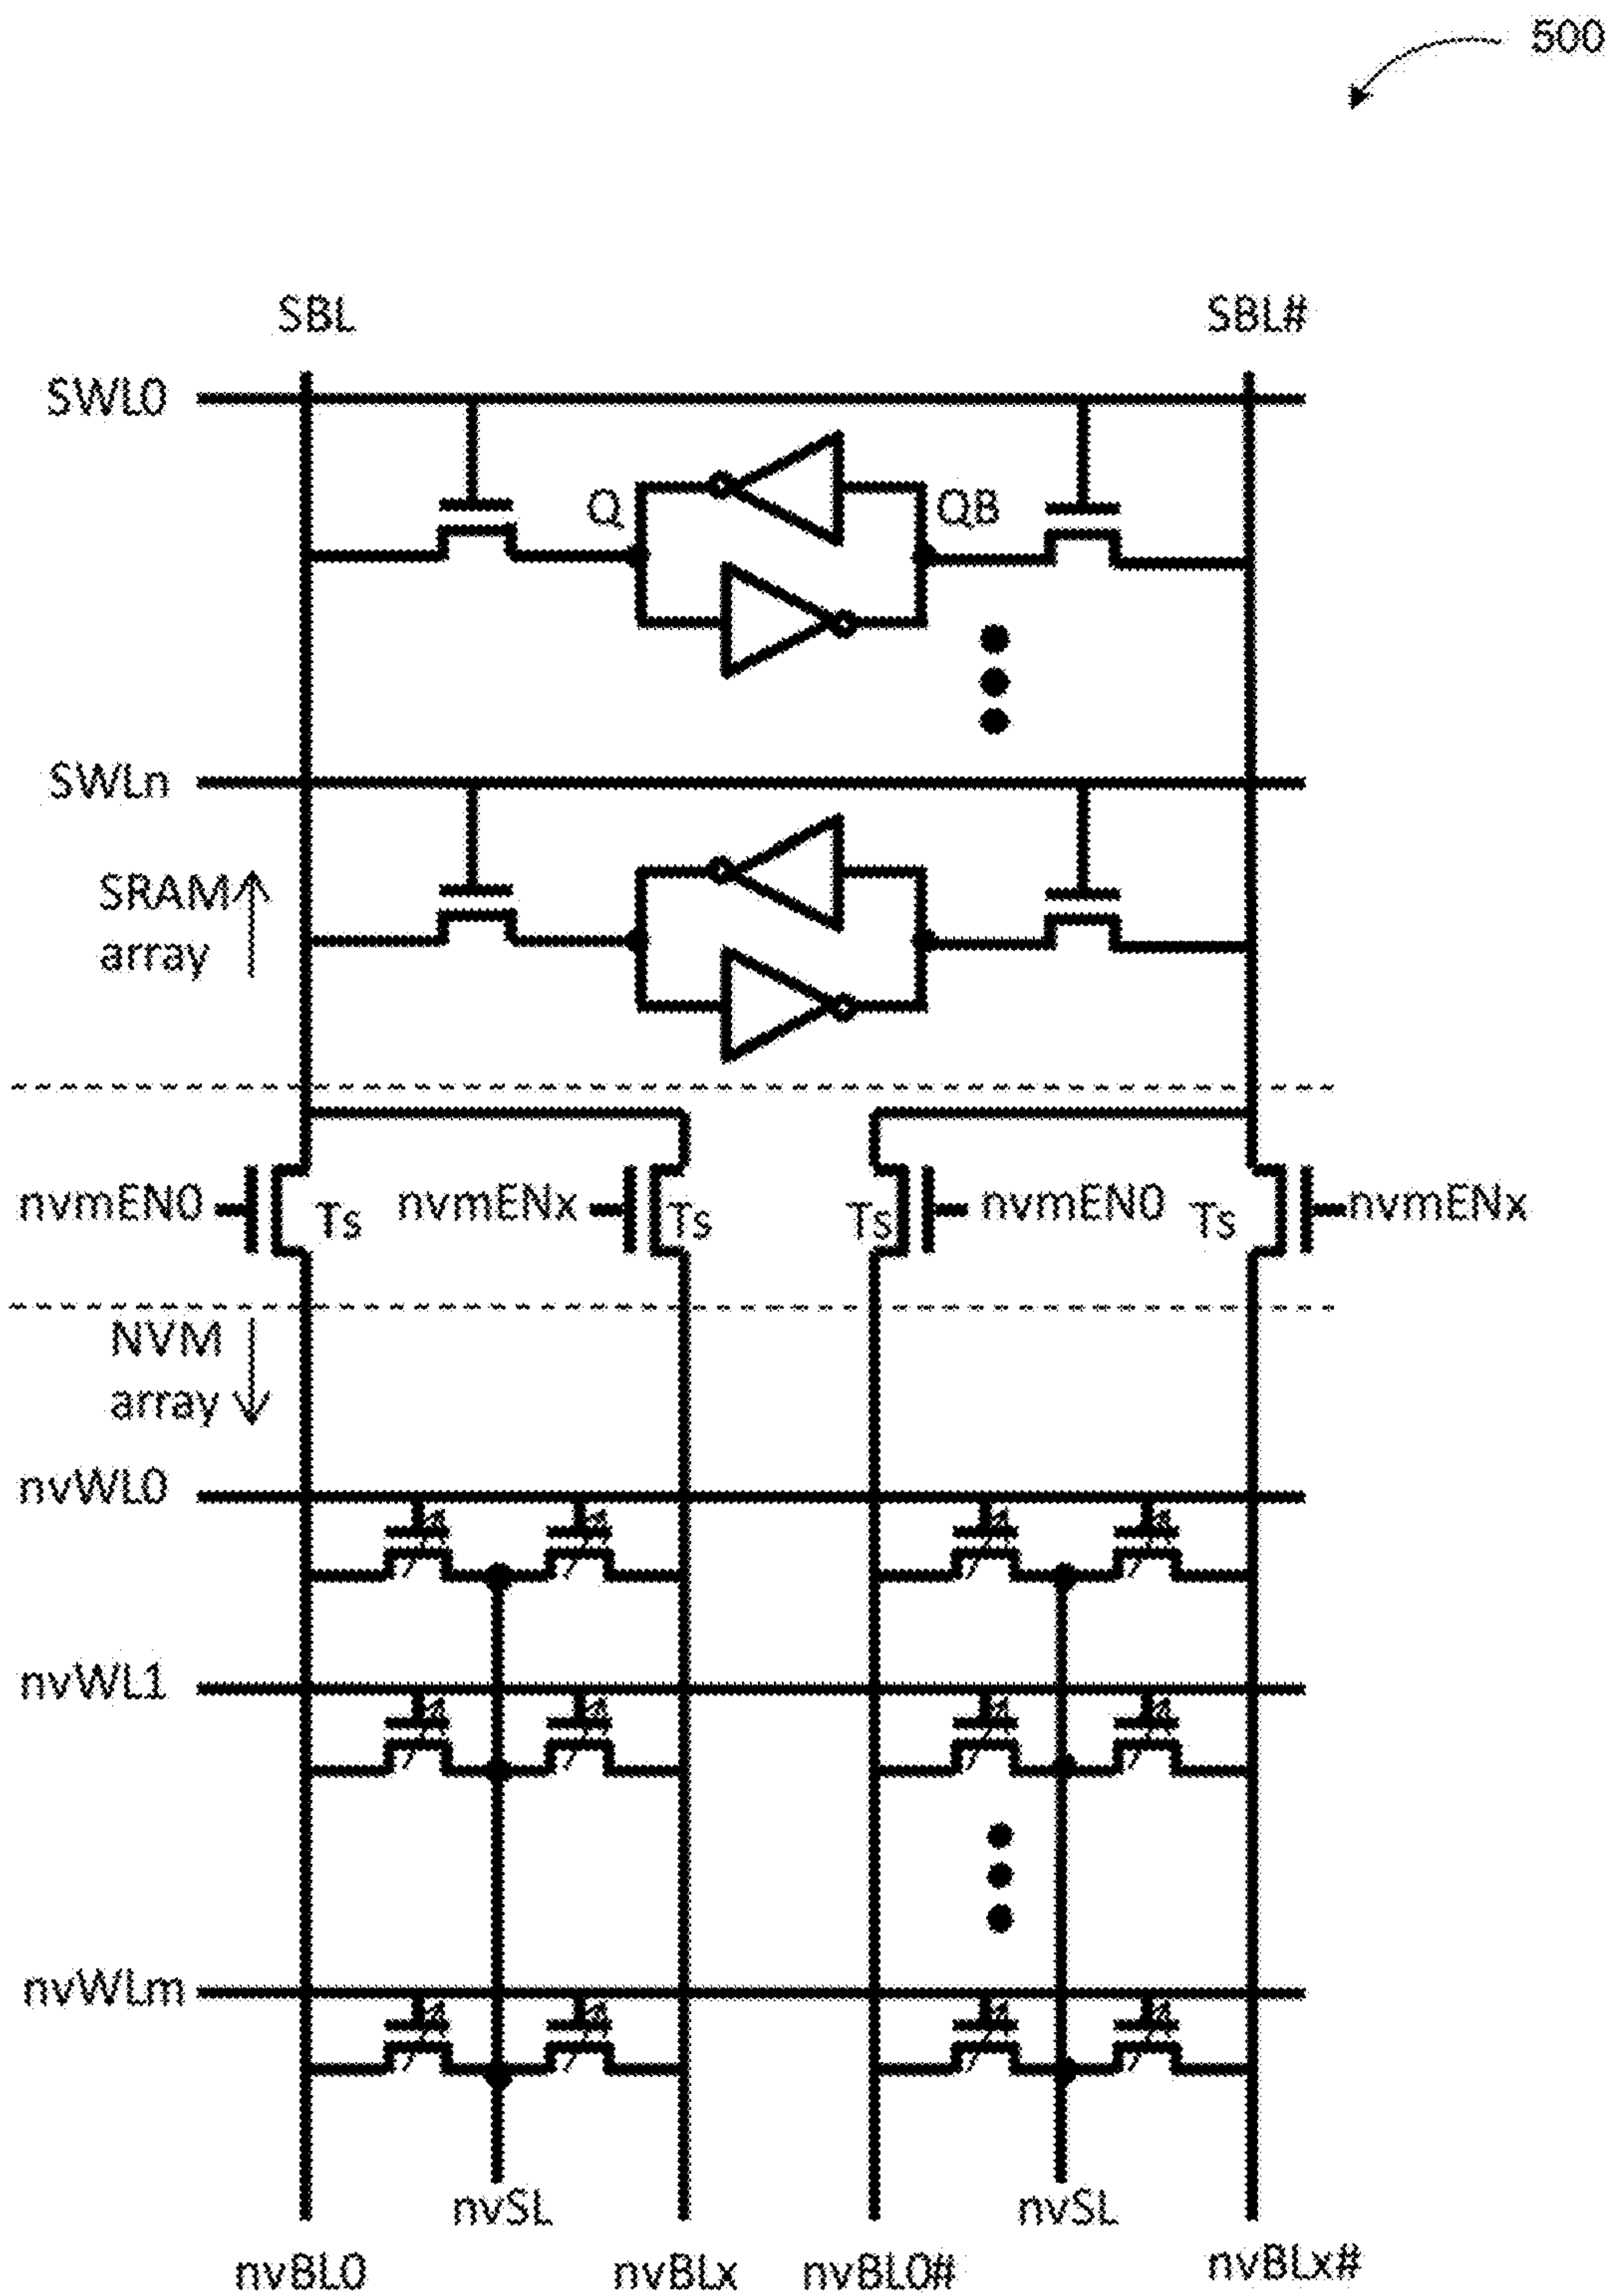 500
SBL SBL#
SWL0
Q QB
SWLn
SRAM
array
nvmEN0 Ts nvmENx Ts Ts nvmEN0 Ts nvmENx
NVM
array
nvWL0
nvWL1
nvWLm
nvSL nvSL
nvBL0 nvBLx nvBL0# nvBLx#